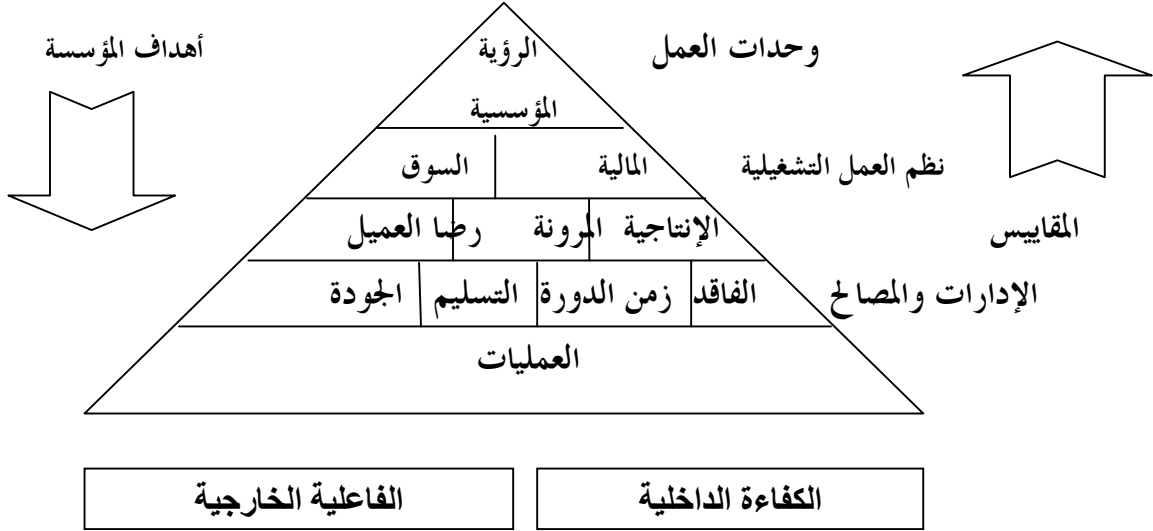 أهداف المؤسسة
الرؤية
المؤسسية
وحدات العمل
المالية
السوق
نظم العمل التشغيلية
الإنتاجية
المرونة
رضا العميل
المقاييس
الفاقد
زمن الدورة
التسليم
الجودة
الإدارات والمصالح
العمليات
الكفاءة الداخلية
الفاعلية الخارجية